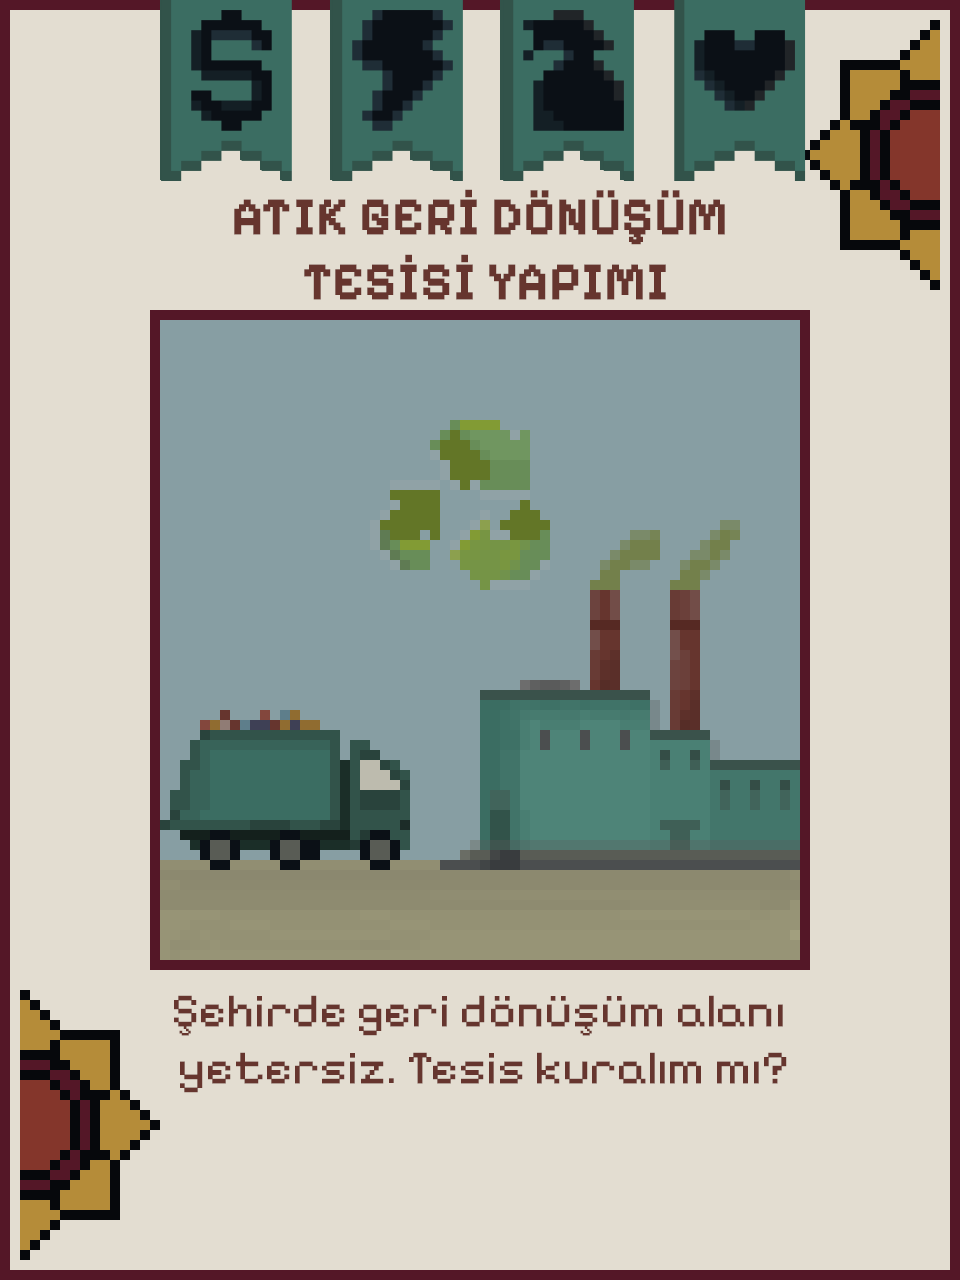 ATIK GERİ DÖNÜŞÜM
TESİSİ YAPIMI
Şehirde geri dönüşüm alanı
yetersiz. Tesis kuralım mı?